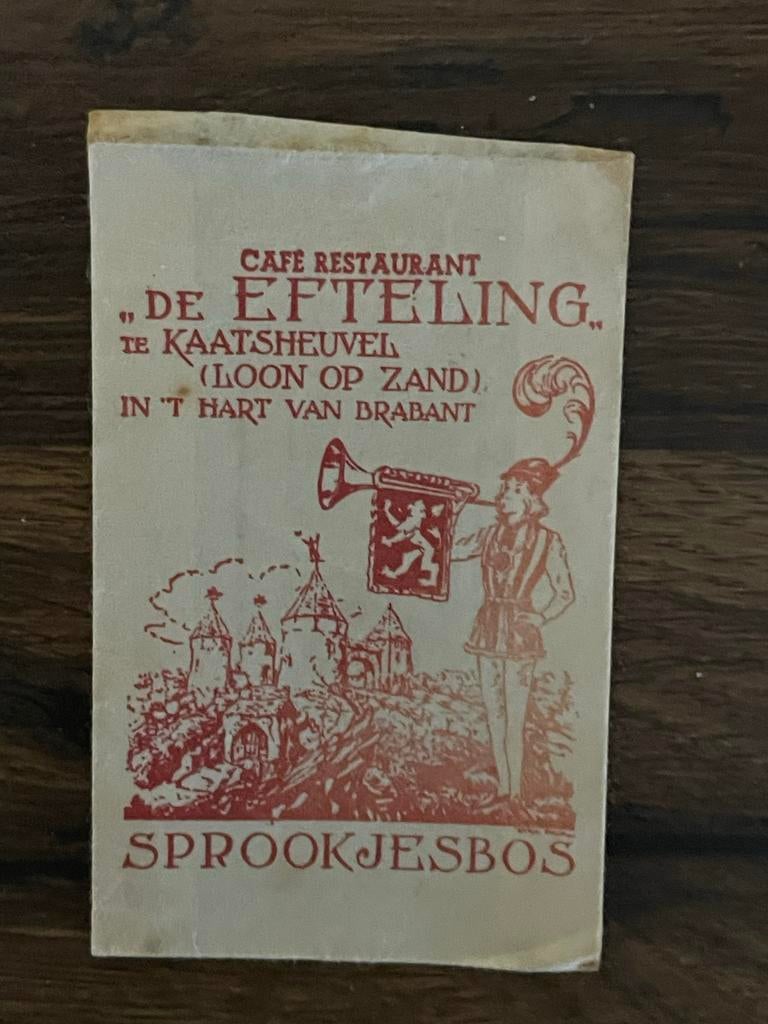 CAFÉ RESTAURANT
„DE EFTELING„
TE KAATSHEUVEL
(LOON OP ZAND)
IN 'T HART VAN BRABANT
SPROOKJESBOS